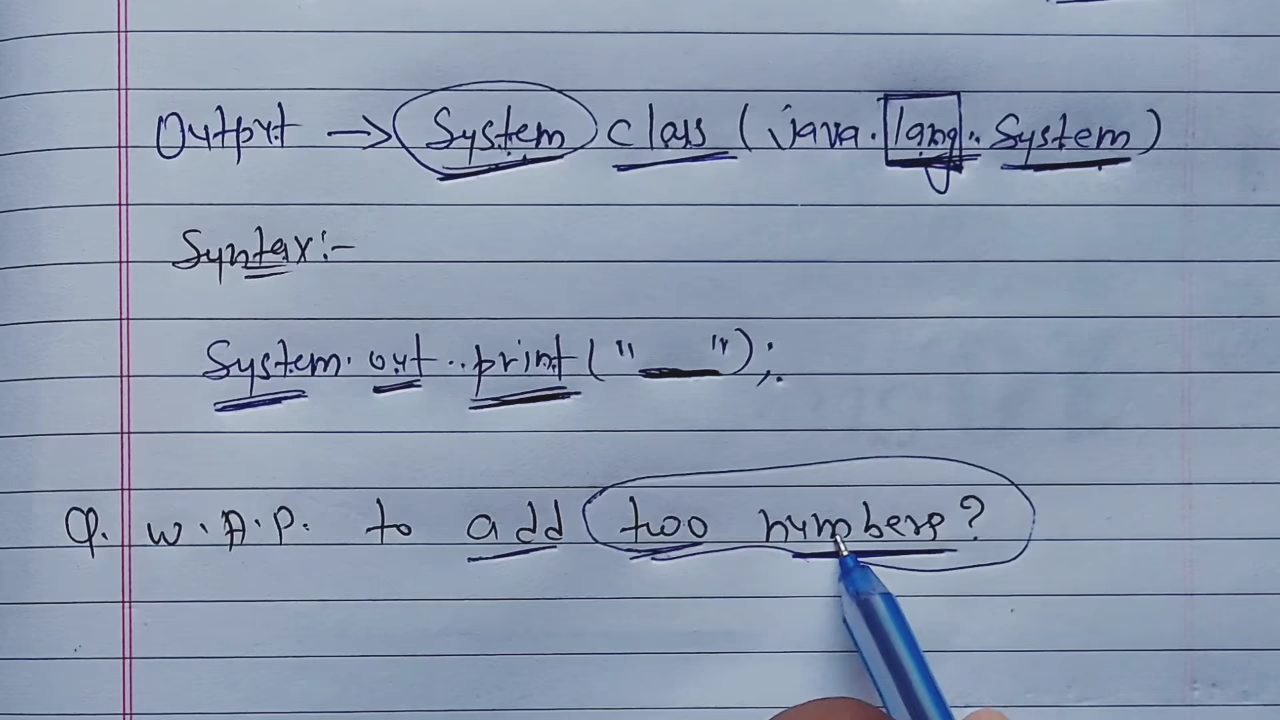 Output → System class (java.lang.System)
Syntax:-
System.out.print("___");
Q. W.A.P. to add two numbers?